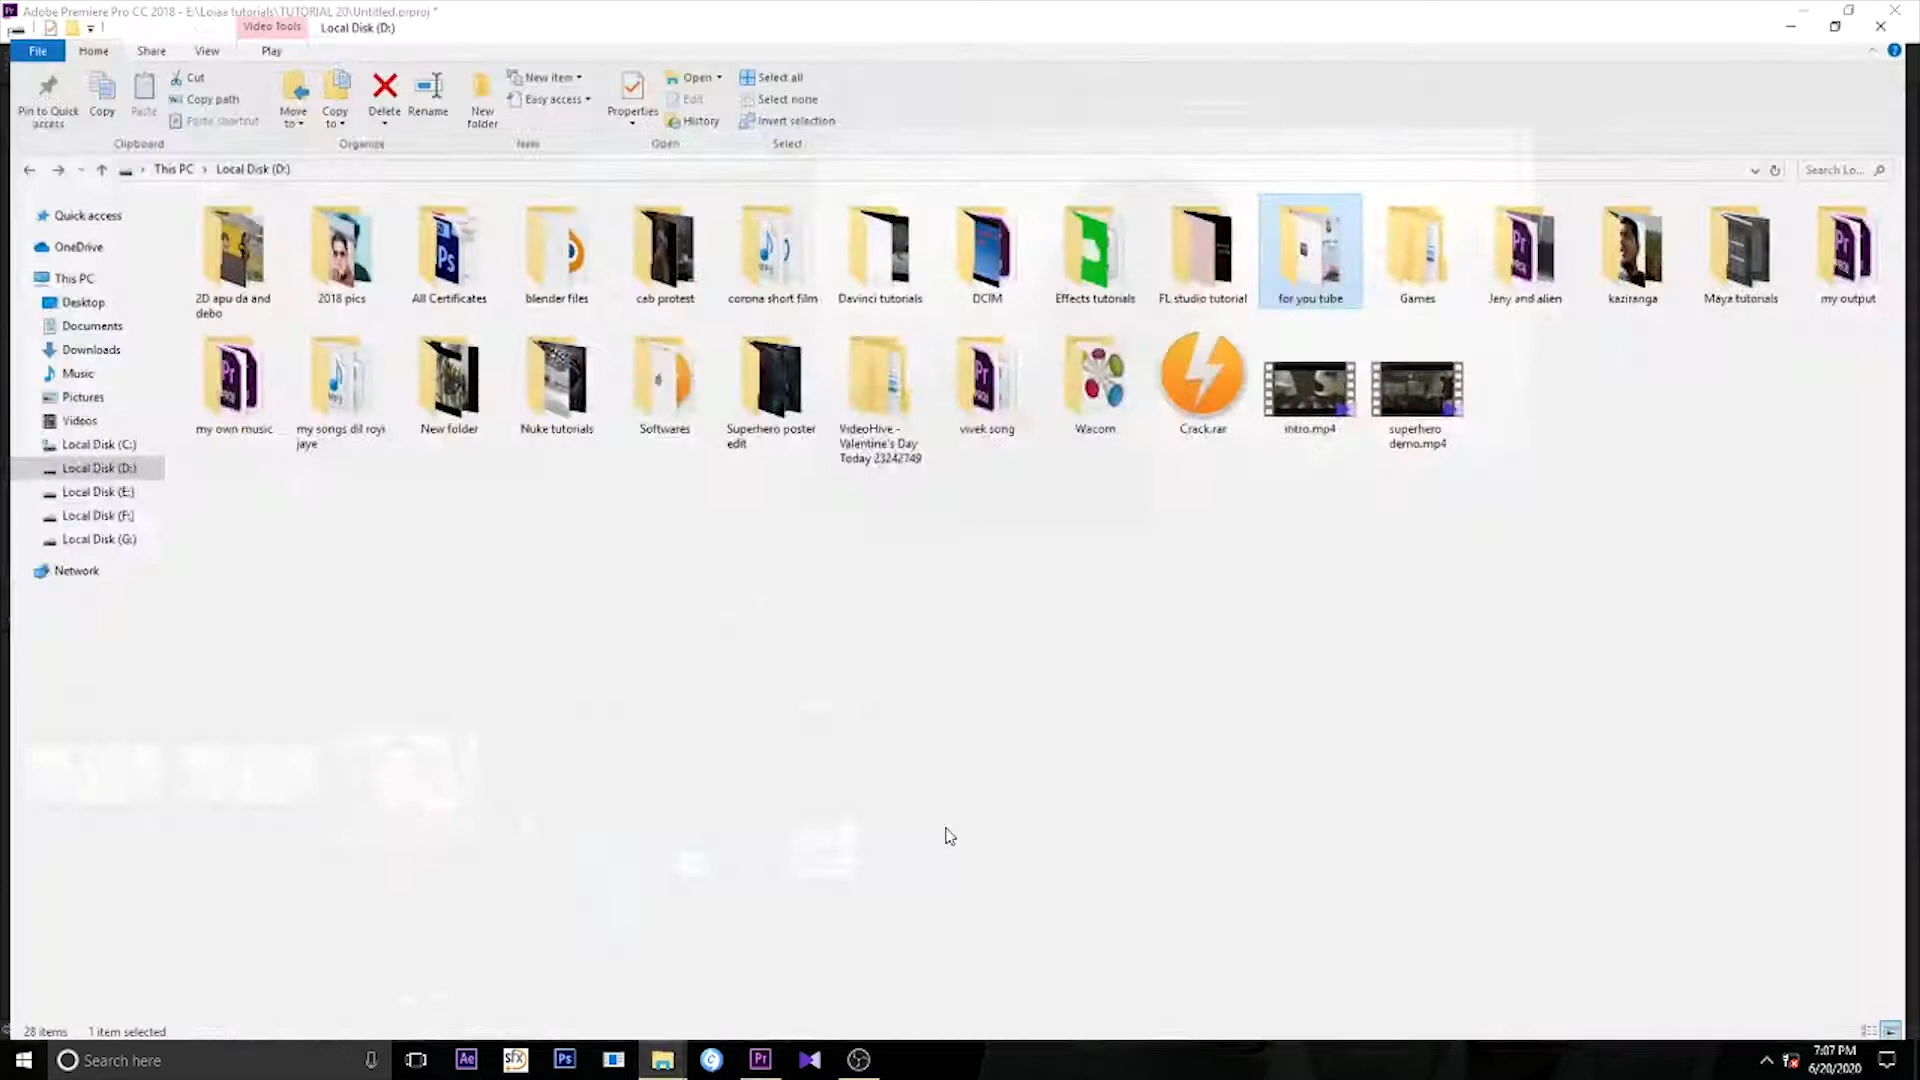 Adobe Premiere Pro CC 2018 - E:\Lojaa tutorials\TUTORIAL 20\Untitled.prproj *
Video Tools
Local Disk (D:)
File
Home
Share
View
Play
Pin to Quick access
Copy
Paste
Cut
Copy path
Paste shortcut
Move to
Copy to
Delete
Rename
New folder
New item
Easy access
Properties
Open
Edit
History
Select all
Select none
Invert selection
Clipboard
Organize
New
Open
Select
This PC > Local Disk (D:)
Search Lo...
Quick access
OneDrive
This PC
Desktop
Documents
Downloads
Music
Pictures
Videos
Local Disk (C:)
Local Disk (D:)
Local Disk (E:)
Local Disk (F:)
Local Disk (G:)
Network
2D apu da and debo
2018 pics
All Certificates
blender files
cab protest
corona short film
Davinci tutorials
DCIM
Effects tutorials
FL studio tutorial
for you tube
Games
Jeny and alien
kaziranga
Maya tutorials
my output
my own music
my songs dil royi jaye
New folder
Nuke tutorials
Softwares
Superhero poster edit
VideoHive - Valentine's Day Today 23242749
vivek song
Wacom
Crack.rar
intro.mp4
superhero demo.mp4
28 items
1 item selected
Search here
7:07 PM
6/20/2020